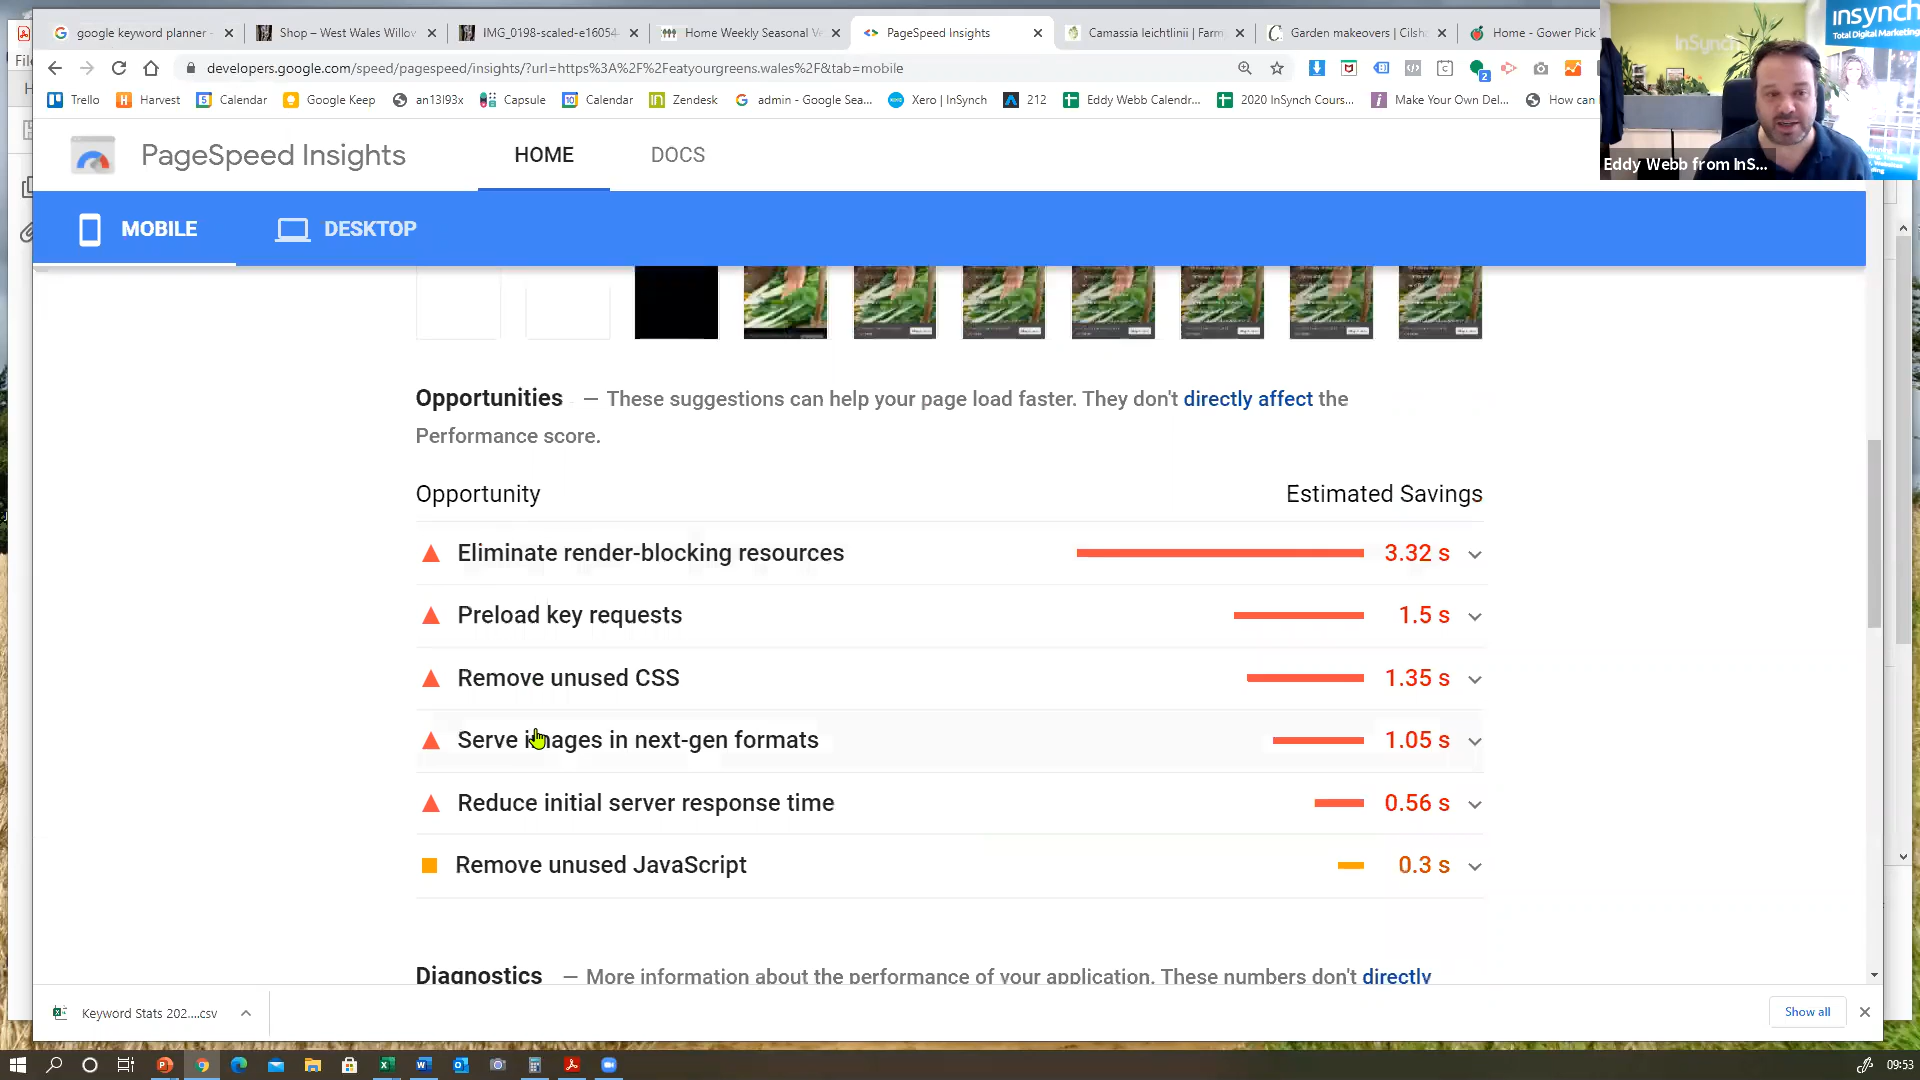 google keyword planner -
Shop – West Wales Willow
IMG_0198-scaled-e16054
Home Weekly Seasonal Ve
PageSpeed Insights
Camassia leichtlinii | Farm
Garden makeovers | Cilsha
Home - Gower Pick Y
insynch
Total Digital Marketing
Fil
developers.google.com/speed/pagespeed/insights/?url=https%3A%2F%2Featyourgreens.wales%2F&tab=mobile
2
Trello
Harvest
Calendar
Google Keep
an13l93x
Capsule
Calendar
Zendesk
admin - Google Sea...
Xero | InSynch
212
Eddy Webb Calendr...
2020 InSynch Cours...
Make Your Own Del...
How can I
PageSpeed Insights
HOME
DOCS
Eddy Webb from InS...
MOBILE
DESKTOP
Opportunities — These suggestions can help your page load faster. They don't directly affect the
Performance score.
Opportunity
Estimated Savings
Eliminate render-blocking resources
3.32 s
Preload key requests
1.5 s
Remove unused CSS
1.35 s
Serve images in next-gen formats
1.05 s
Reduce initial server response time
0.56 s
Remove unused JavaScript
0.3 s
Diagnostics — More information about the performance of your application. These numbers don't directly
Keyword Stats 202....csv
Show all
09:53